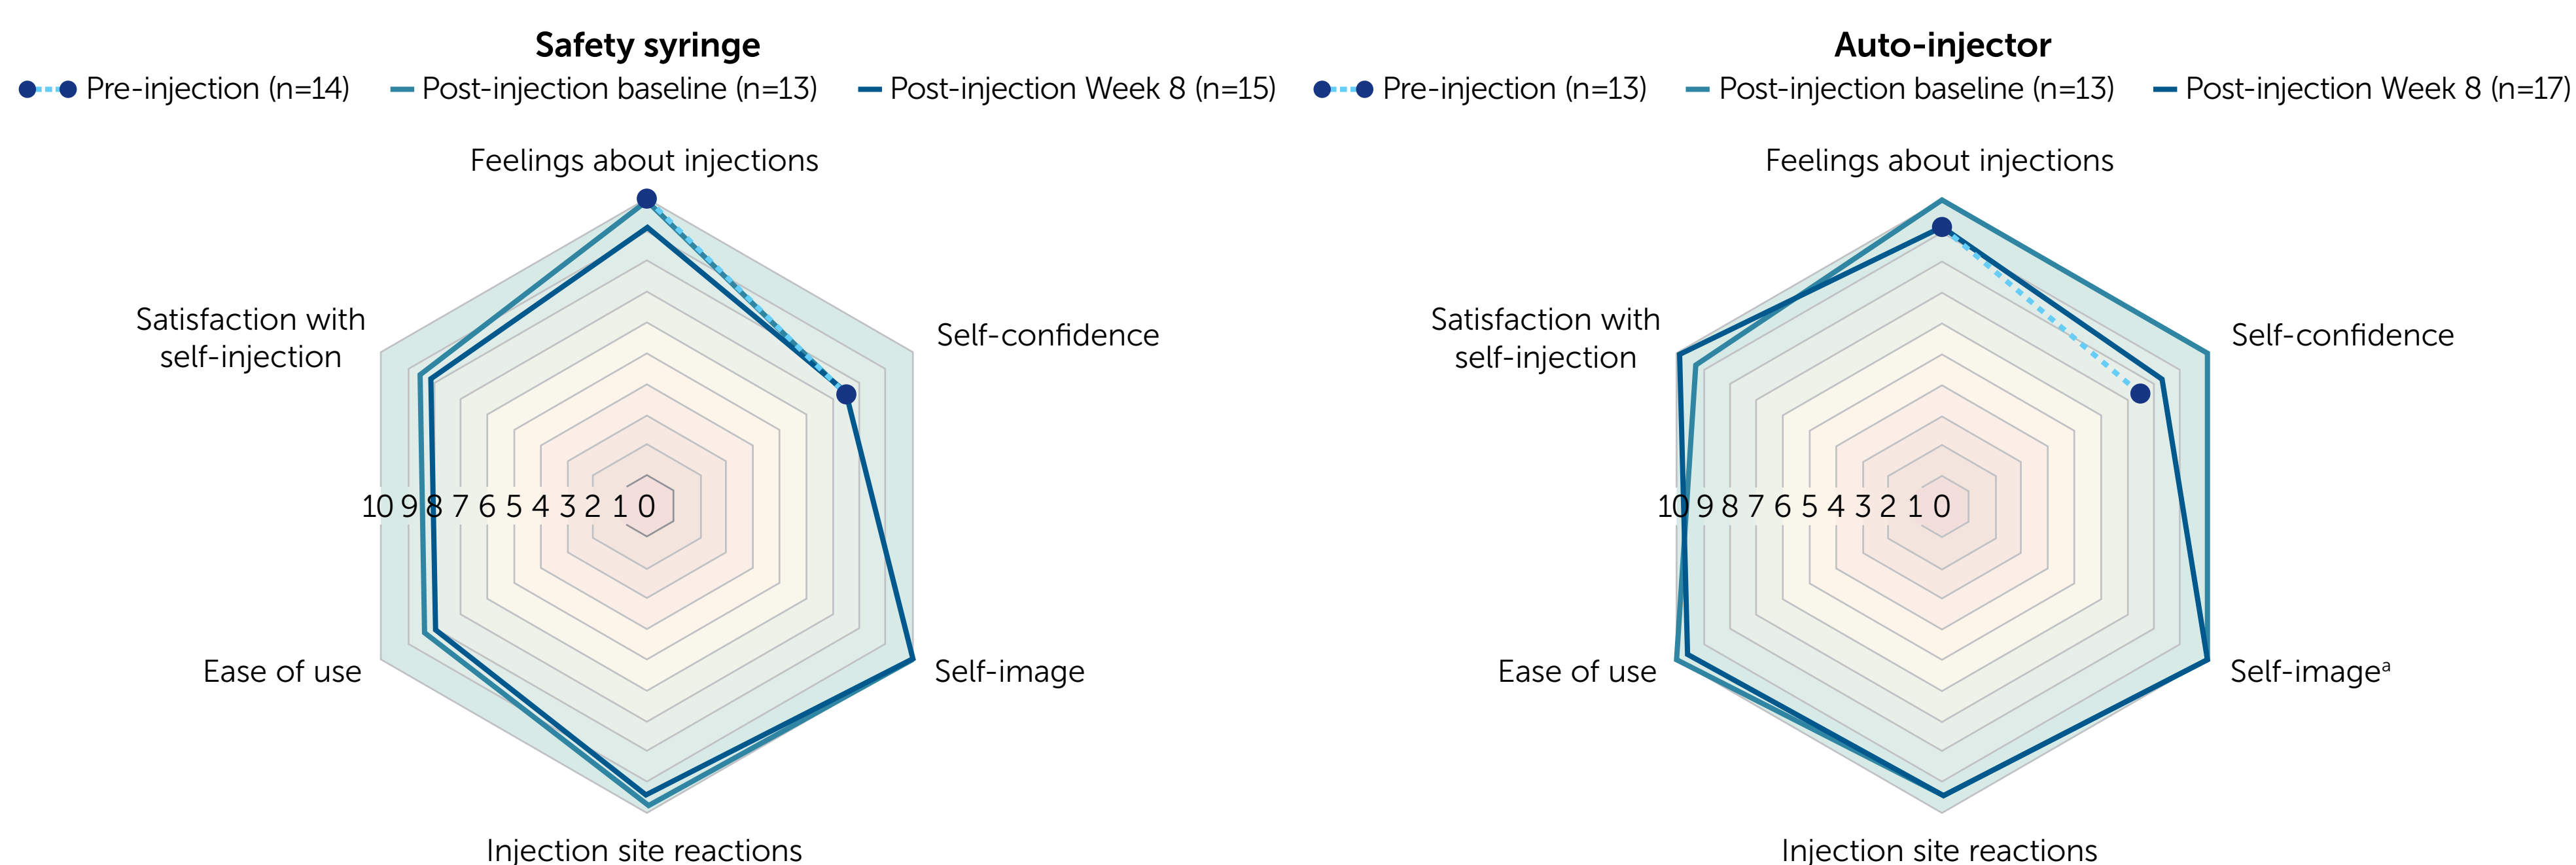 Safety syringe
Pre-injection (n=14) Post-injection baseline (n=13) Post-injection Week 8 (n=15)
Feelings about injections
Satisfaction with
self-injection
Self-confidence
10 9 8 7 6 5 4 3 2 1 0
Ease of use
Self-image
Injection site reactions
Auto-injector
Pre-injection (n=13) Post-injection baseline (n=13) Post-injection Week 8 (n=17)
Feelings about injections
Satisfaction with
self-injection
Self-confidence
10 9 8 7 6 5 4 3 2 1 0
Ease of use
Self-imageᵃ
Injection site reactions